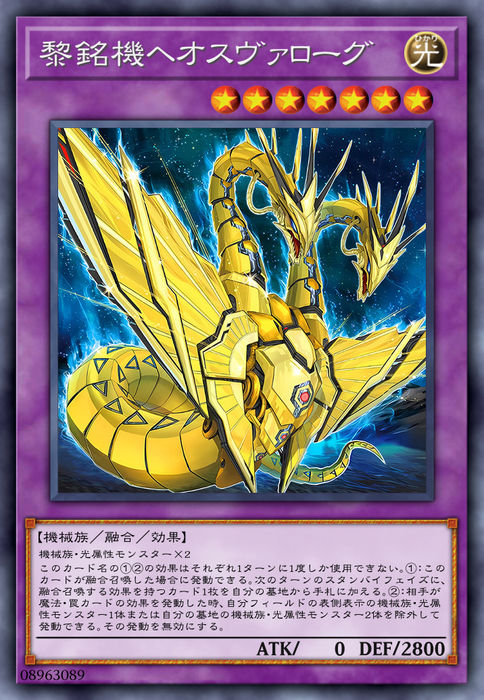 黎銘機ヘオスヴァローグ
ひかり
光
【機械族/融合/効果】
機械族・光属性モンスター×2
このカード名の①②の効果はそれぞれ1ターンに1度しか使用できない。①:この
カードが融合召喚した場合に発動できる。次のターンのスタンバイフェイズに、
融合召喚する効果を持つカード1枚を自分の墓地から手札に加える。②:相手が
魔法・罠カードの効果を発動した時、自分フィールドの表側表示の機械族・光属
性モンスター1体または自分の墓地の機械族・光属性モンスター2体を除外して
発動できる。その発動を無効にする。
ATK/ 0 DEF/2800
08963089